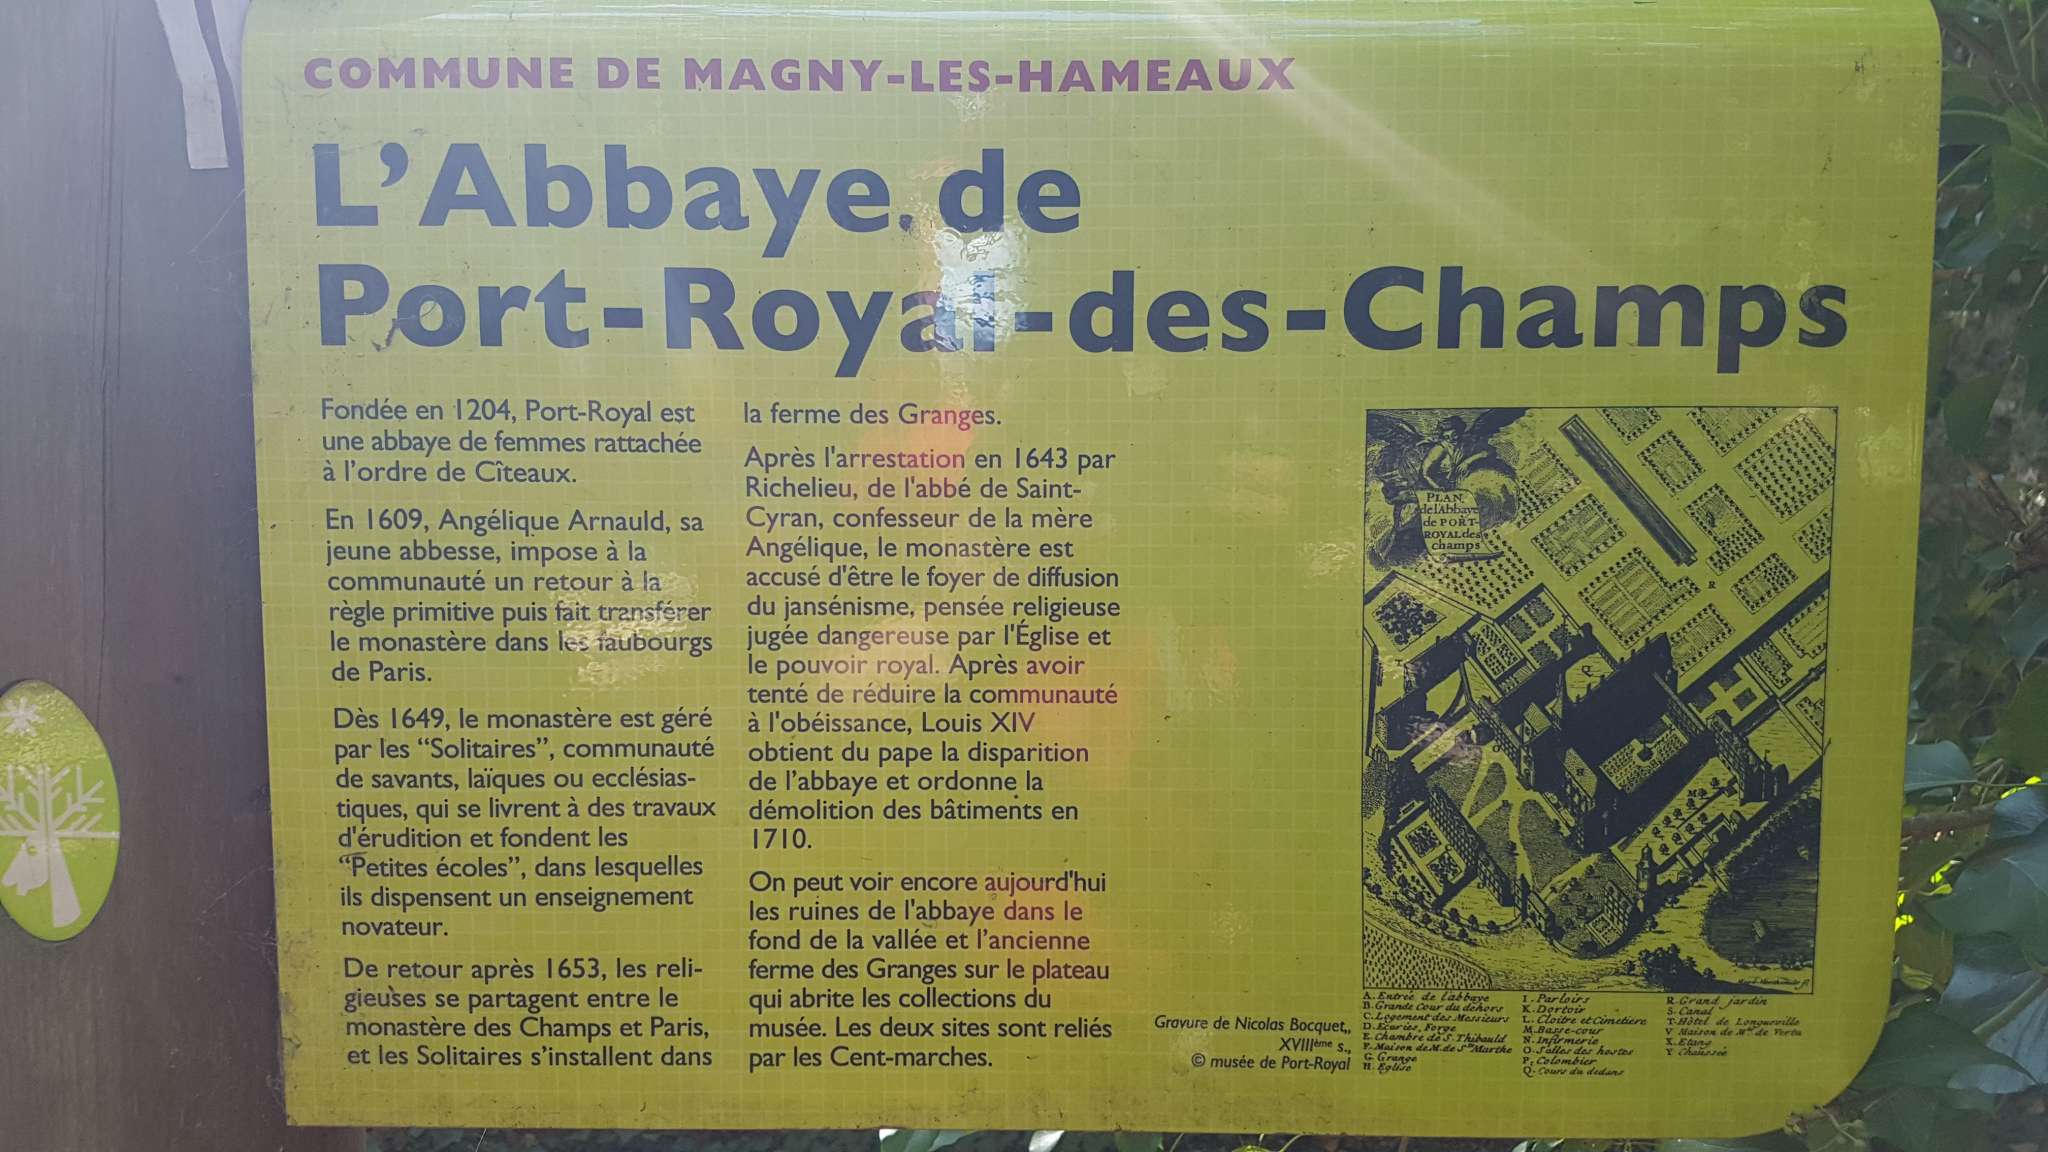 COMMUNE DE MAGNY-LES-HAMEAUX
L'Abbaye de
Port-Royal-des-Champs
Fondée en 1204, Port-Royal est
une abbaye de femmes rattachée
à l'ordre de Cîteaux.
En 1609, Angélique Arnauld, sa
jeune abbesse, impose à la
communauté un retour à la
règle primitive puis fait transférer
le monastère dans les faubourgs
de Paris.
Dès 1649, le monastère est géré
par les “Solitaires”, communauté
de savants, laïques ou ecclésias-
tiques, qui se livrent à des travaux
d'érudition et fondent les
“Petites écoles”, dans lesquelles
ils dispensent un enseignement
novateur.
De retour après 1653, les reli-
gieuses se partagent entre le
monastère des Champs et Paris,
et les Solitaires s'installent dans
la ferme des Granges.
Après l'arrestation en 1643 par
Richelieu, de l'abbé de Saint-
Cyran, confesseur de la mère
Angélique, le monastère est
accusé d'être le foyer de diffusion
du jansénisme, pensée religieuse
jugée dangereuse par l'Église et
le pouvoir royal. Après avoir
tenté de réduire la communauté
à l'obéissance, Louis XIV
obtient du pape la disparition
de l'abbaye et ordonne la
démolition des bâtiments en
1710.
On peut voir encore aujourd'hui
les ruines de l'abbaye dans le
fond de la vallée et l'ancienne
ferme des Granges sur le plateau
qui abrite les collections du
musée. Les deux sites sont reliés
par les Cent-marches.
Gravure de Nicolas Bocquet,
XVIIIème s.,
© musée de Port-Royal
PLAN
de l'Abbaye
de PORT-
ROYAL des
champs
A. Entrée de l'abbaye
B. Grande Cour du dehors
C. Logement des Messieurs
D. Ecuries, Forge
E. Chambre de S. Thibauld
F. Maison de M. de Ste Marthe
G. Grange
H. Eglise
I. Parloirs
K. Dortoir
L. Cloitre et Cimetiere
M. Basse-cour
N. Infirmerie
O. Salles des hostes
P. Colombier
Q. Cours du dedans
R. Grand jardin
S. Canal
T. Hôtel de Longueville
V Maison de Mlle de Vertu
X. Etang
Y Chaussée